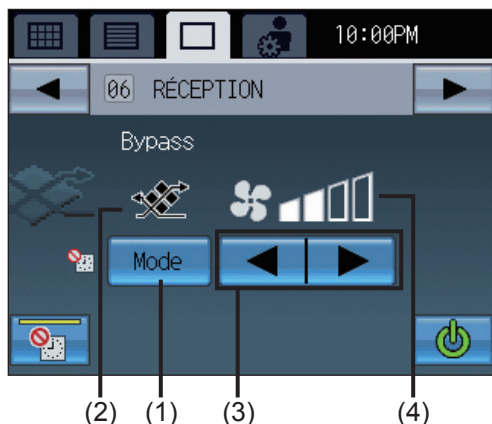 10:00PM
06 RÉCEPTION
Bypass
Mode
(2) (1) (3) (4)